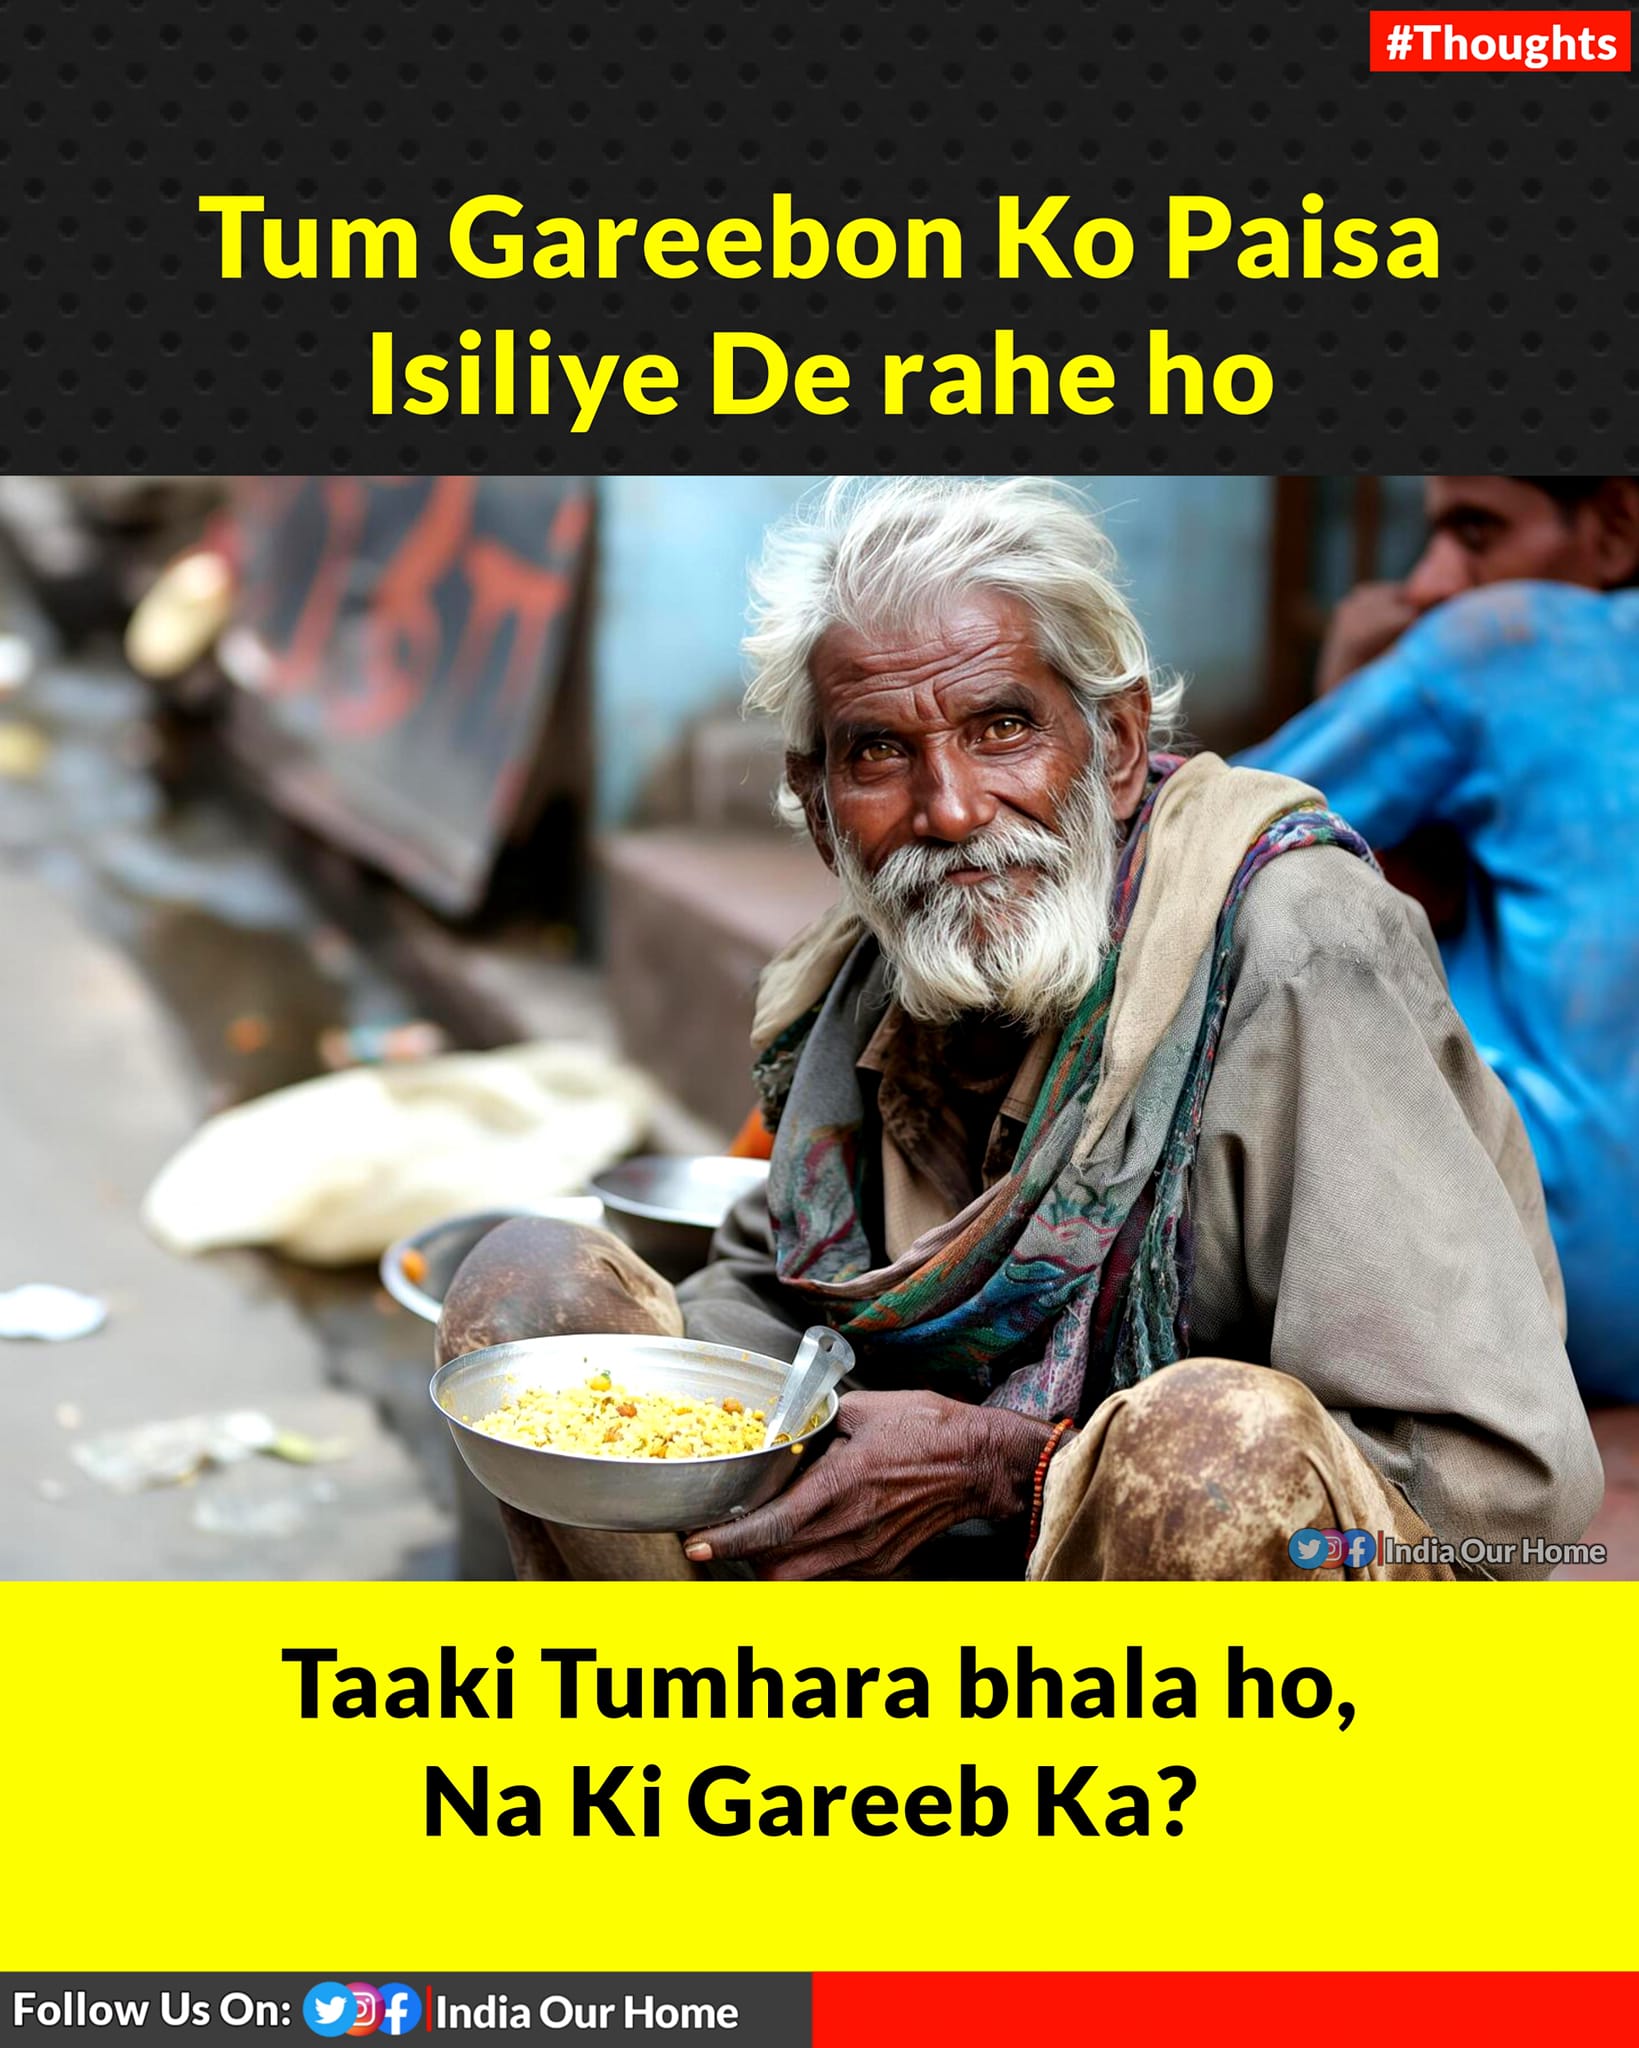 #Thoughts
Tum Gareebon Ko Paisa
Isiliye De rahe ho
India Our Home
Taaki Tumhara bhala ho,
Na Ki Gareeb Ka?
Follow Us On: India Our Home